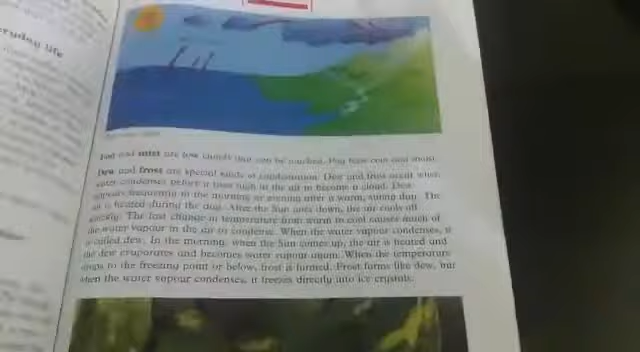 everyday life
Fog and mist are low clouds that can be touched. You have
Dew and frost are special kinds of condensation. Dew and frost occur when
water condenses before it rises high in the air to become a cloud. Dew
appears frequently in the morning or evening after a warm, sunny day. The
air is heated during the day. After the Sun goes down, the air cools off
quickly. The fast change in temperature from warm to cool causes much of
the water vapour in the air to condense. When the water vapour condenses, it
is called dew. In the morning, when the Sun comes up, the air is heated and
the dew evaporates and becomes water vapour again. When the temperature
drops to the freezing point or below, frost is formed. Frost forms like dew, but
when the water vapour condenses, it freezes directly into ice crystals.